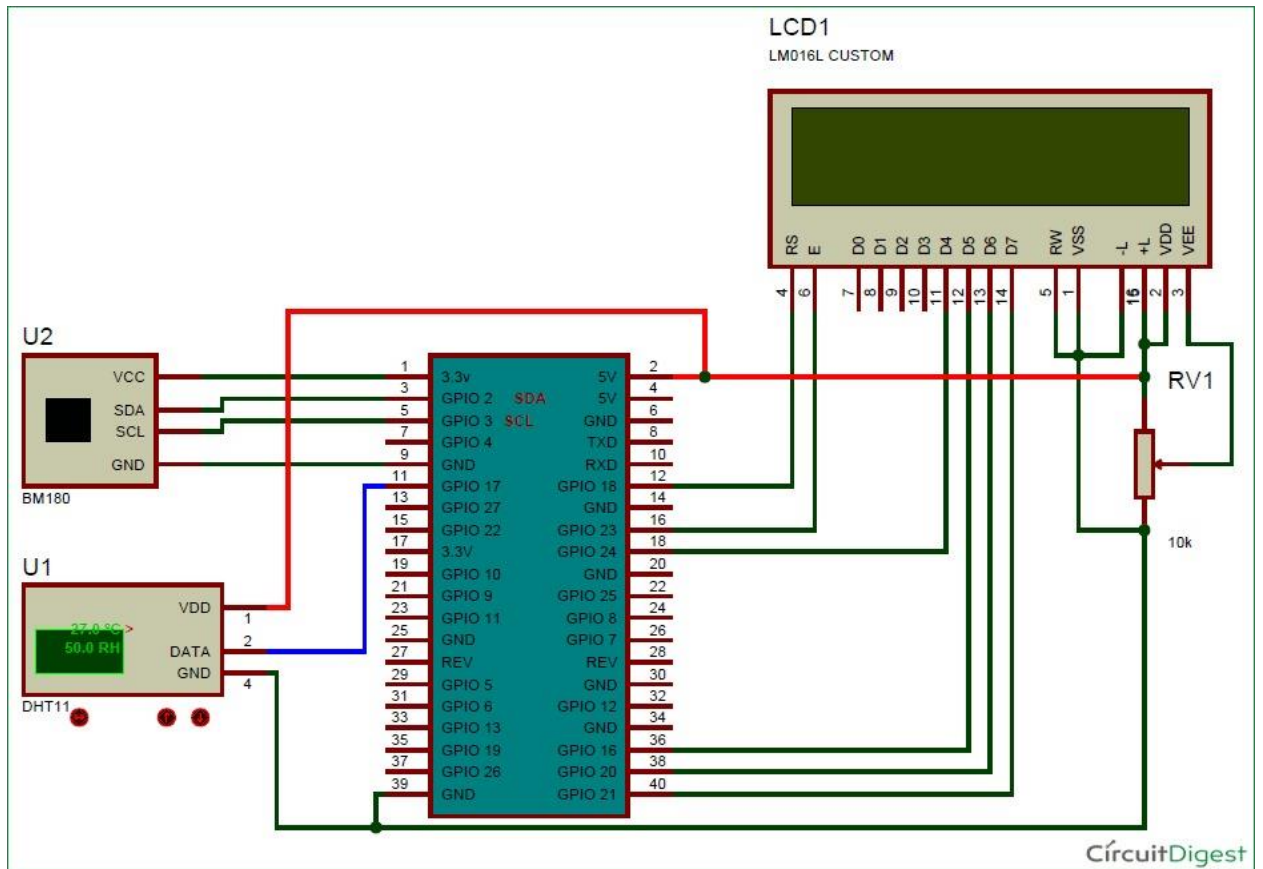 LCD1
LM016L CUSTOM
RS
E
D0
D1
D2
D3
D4
D5
D6
D7
RW
VSS
-L
+L
VDD
VEE
4
6
7
8
9
10
11
12
13
14
5
1
2
3
RV1
10k
U2
VCC
SDA
SCL
GND
BM180
U1
VDD
1
27.0 °C >
50.0 RH
DATA
2
GND
4
DHT11
1 3.3v 5V 2
3 GPIO 2 SDA 5V 4
5 GPIO 3 SCL GND 6
7 GPIO 4 TXD 8
9 GND RXD 10
11 GPIO 17 GPIO 18 12
13 GPIO 27 GND 14
15 GPIO 22 GPIO 23 16
17 3.3V GPIO 24 18
19 GPIO 10 GND 20
21 GPIO 9 GPIO 25 22
23 GPIO 11 GPIO 8 24
25 GND GPIO 7 26
27 REV REV 28
29 GPIO 5 GND 30
31 GPIO 6 GPIO 12 32
33 GPIO 13 GND 34
35 GPIO 19 GPIO 16 36
37 GPIO 26 GPIO 20 38
39 GND GPIO 21 40
CircuitDigest